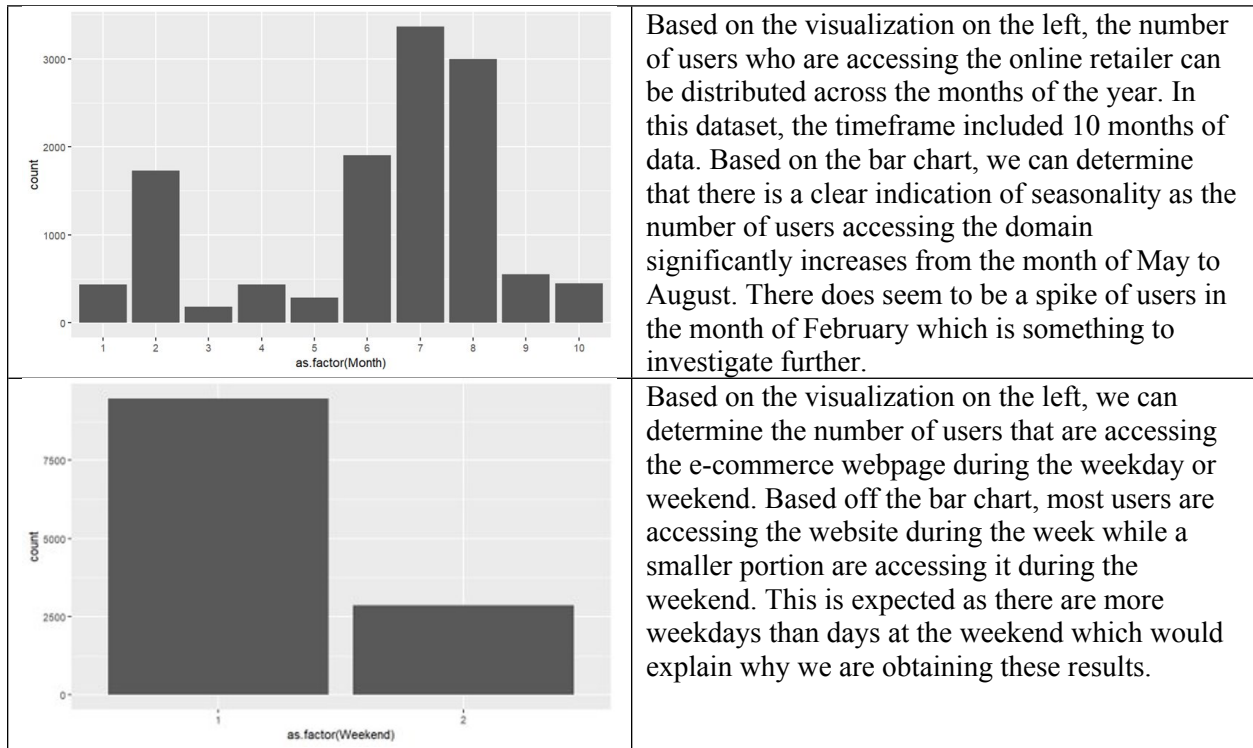 3000
2000
1000
0
count
1 2 3 4 5 6 7 8 9 10
as.factor(Month)
Based on the visualization on the left, the number
of users who are accessing the online retailer can
be distributed across the months of the year. In
this dataset, the timeframe included 10 months of
data. Based on the bar chart, we can determine
that there is a clear indication of seasonality as the
number of users accessing the domain
significantly increases from the month of May to
August. There does seem to be a spike of users in
the month of February which is something to
investigate further.
7500
5000
2500
0
count
1 2
as.factor(Weekend)
Based on the visualization on the left, we can
determine the number of users that are accessing
the e-commerce webpage during the weekday or
weekend. Based off the bar chart, most users are
accessing the website during the week while a
smaller portion are accessing it during the
weekend. This is expected as there are more
weekdays than days at the weekend which would
explain why we are obtaining these results.